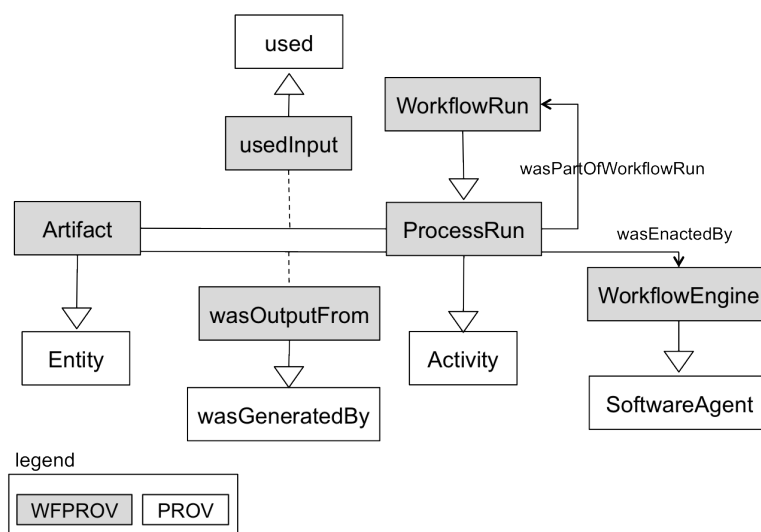 used
WorkflowRun
usedInput
wasPartOfWorkflowRun
Artifact
ProcessRun
wasEnactedBy
WorkflowEngine
wasOutputFrom
Entity
Activity
SoftwareAgent
wasGeneratedBy
legend
WFPROV
PROV